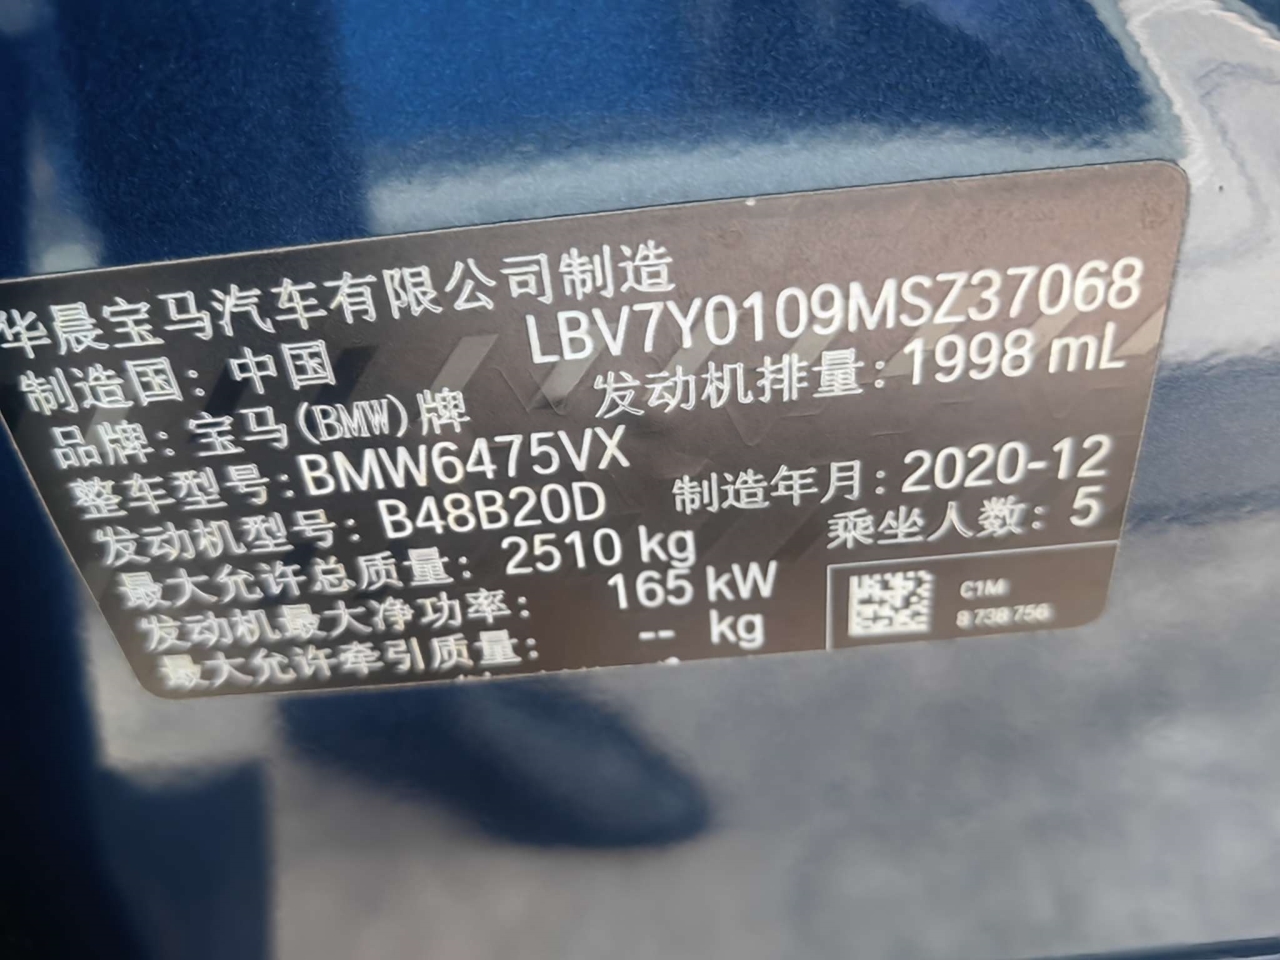 华晨宝马汽车有限公司制造
LBV7Y0109MSZ37068
制造国：中国
发动机排量：1998 mL
品牌：宝马(BMW)牌
整车型号：BMW6475VX
制造年月：2020-12
发动机型号：B48B20D
乘坐人数：5
最大允许总质量：2510 kg
发动机最大净功率：165 kW
最大允许牵引质量：-- kg
C1M
8 738 756